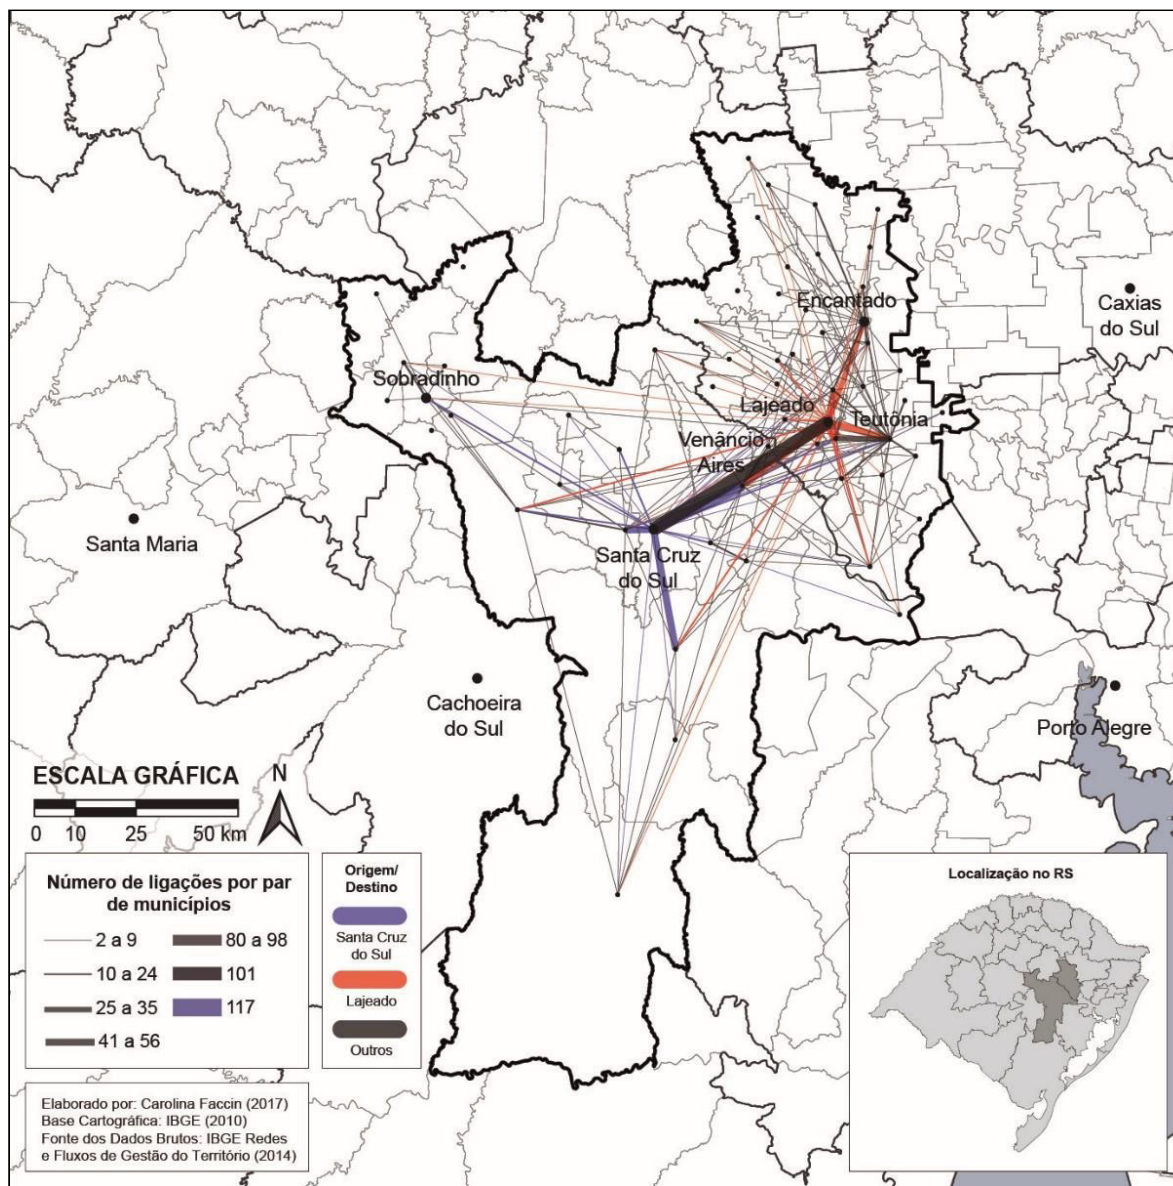 Encantado
Caxias
do Sul
Sobradinho
Lajeado
Teutônia
Venâncio
Aires
Santa Maria
Santa Cruz
do Sul
Cachoeira
do Sul
Porto Alegre
ESCALA GRÁFICA
N
0 10 25 50 km
Número de ligações por par
de municípios
2 a 9
10 a 24
25 a 35
41 a 56
80 a 98
101
117
Origem/
Destino
Santa Cruz
do Sul
Lajeado
Outros
Localização no RS
Elaborado por: Carolina Faccin (2017)
Base Cartográfica: IBGE (2010)
Fonte dos Dados Brutos: IBGE Redes
e Fluxos de Gestão do Território (2014)